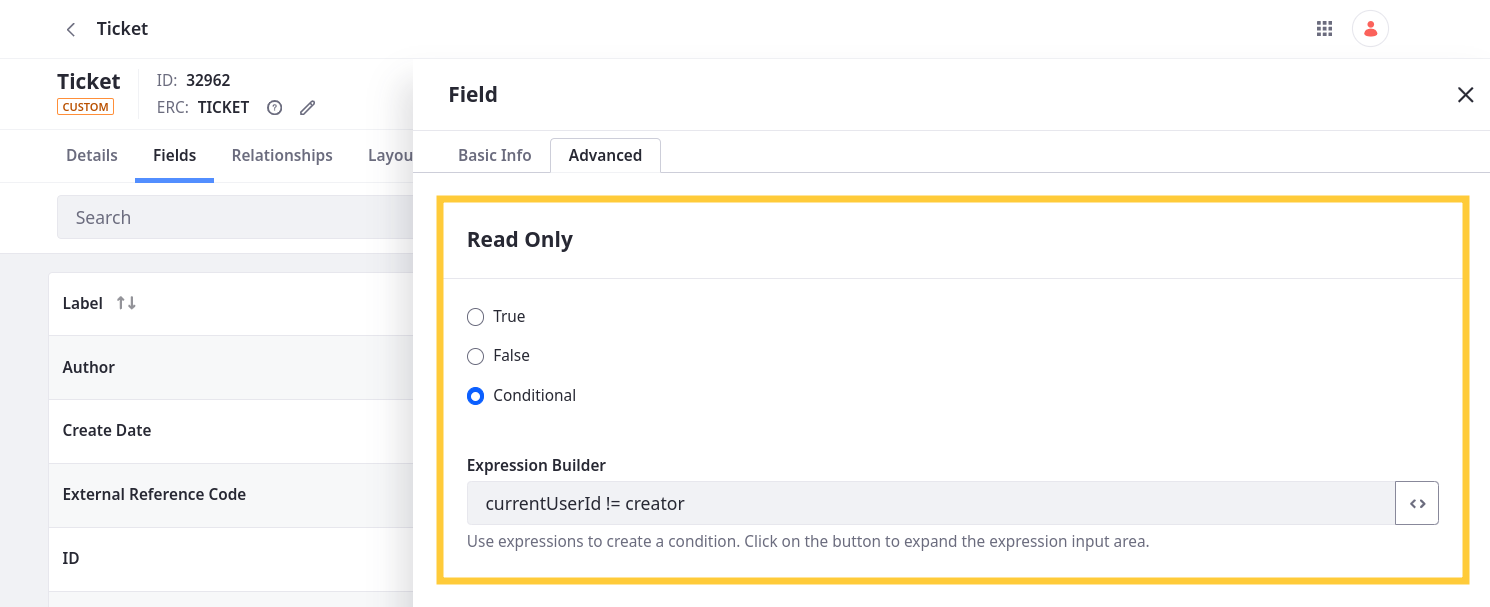 Ticket
Ticket
CUSTOM
ID: 32962
ERC: TICKET
Details Fields Relationships Layou
Search
Label
Author
Create Date
External Reference Code
ID
Field
Basic Info Advanced
Read Only
True
False
Conditional
Expression Builder
currentUserId != creator
Use expressions to create a condition. Click on the button to expand the expression input area.